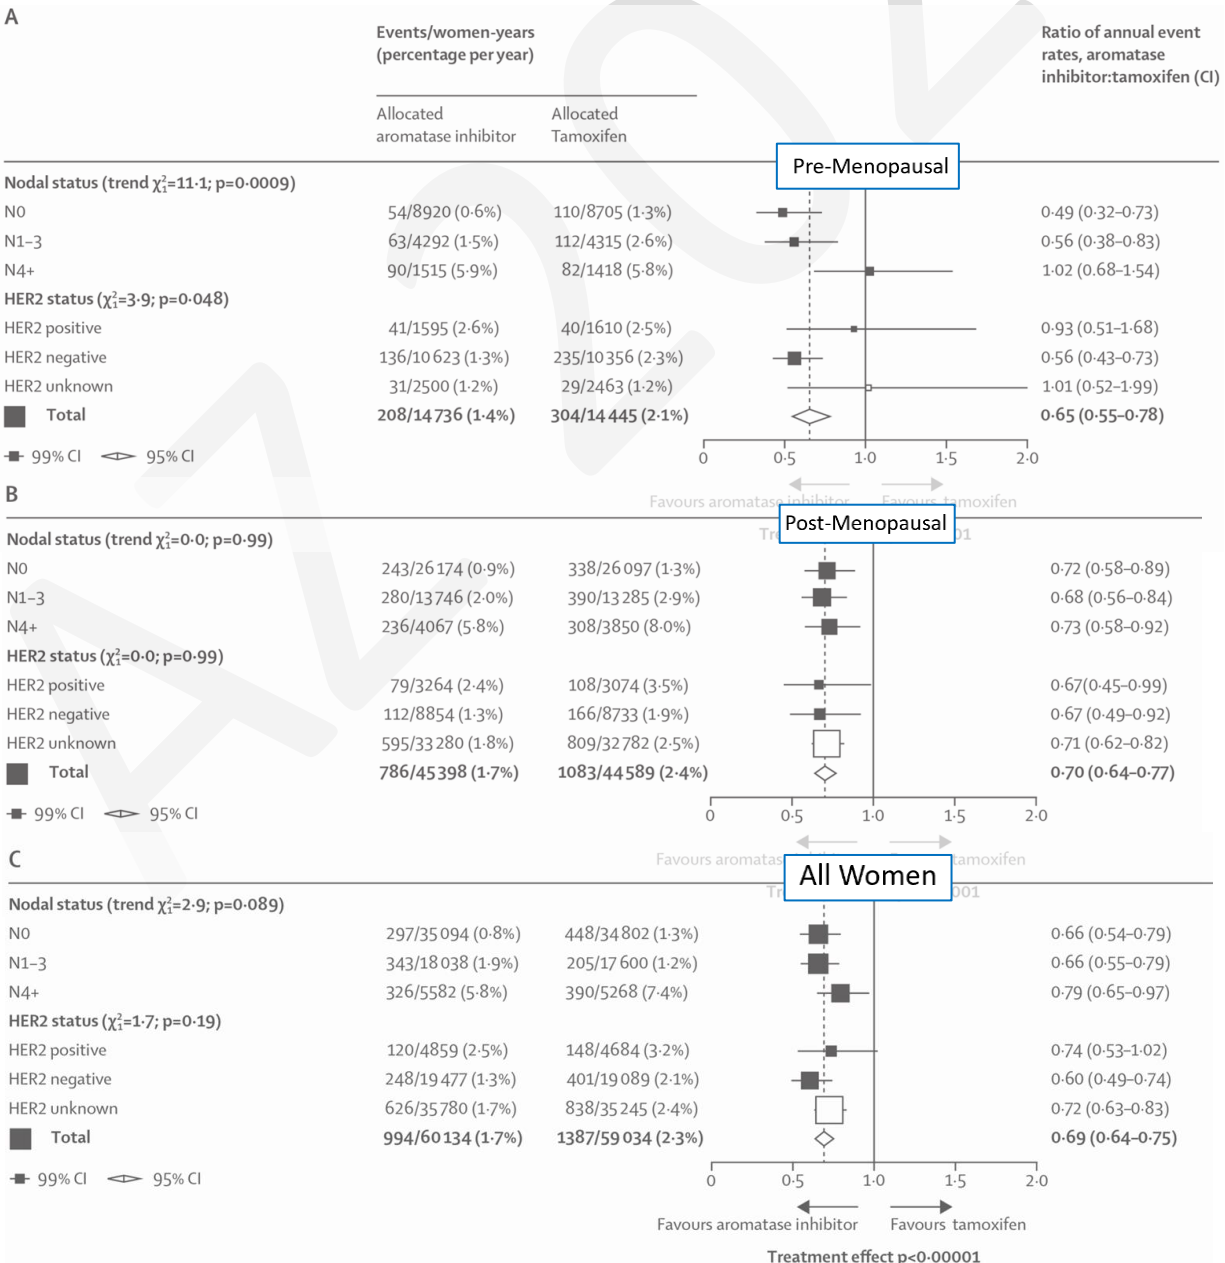 A
Events/women-years
(percentage per year)
Ratio of annual event
rates, aromatase
inhibitor:tamoxifen (CI)
Allocated
aromatase inhibitor
Allocated
Tamoxifen
Pre-Menopausal
Nodal status (trend χ²₁=11·1; p=0·0009)
N0 54/8920 (0·6%) 110/8705 (1·3%) 0·49 (0·32–0·73)
N1–3 63/4292 (1·5%) 112/4315 (2·6%) 0·56 (0·38–0·83)
N4+ 90/1515 (5·9%) 82/1418 (5·8%) 1·02 (0·68–1·54)
HER2 status (χ²₁=3·9; p=0·048)
HER2 positive 41/1595 (2·6%) 40/1610 (2·5%) 0·93 (0·51–1·68)
HER2 negative 136/10 623 (1·3%) 235/10 356 (2·3%) 0·56 (0·43–0·73)
HER2 unknown 31/2500 (1·2%) 29/2463 (1·2%) 1·01 (0·52–1·99)
Total 208/14 736 (1·4%) 304/14 445 (2·1%) 0·65 (0·55–0·78)
99% CI 95% CI
0 0·5 1·0 1·5 2·0
Favours aromatase inhibitor Favours tamoxifen
B
Post-Menopausal
Nodal status (trend χ²₁=0·0; p=0·99)
N0 243/26 174 (0·9%) 338/26 097 (1·3%) 0·72 (0·58–0·89)
N1–3 280/13 746 (2·0%) 390/13 285 (2·9%) 0·68 (0·56–0·84)
N4+ 236/4067 (5·8%) 308/3850 (8·0%) 0·73 (0·58–0·92)
HER2 status (χ²₁=0·0; p=0·99)
HER2 positive 79/3264 (2·4%) 108/3074 (3·5%) 0·67(0·45–0·99)
HER2 negative 112/8854 (1·3%) 166/8733 (1·9%) 0·67 (0·49–0·92)
HER2 unknown 595/33 280 (1·8%) 809/32 782 (2·5%) 0·71 (0·62–0·82)
Total 786/45 398 (1·7%) 1083/44 589 (2·4%) 0·70 (0·64–0·77)
99% CI 95% CI
0 0·5 1·0 1·5 2·0
Favours tamoxifen
C
All Women
Nodal status (trend χ²₁=2·9; p=0·089)
N0 297/35 094 (0·8%) 448/34 802 (1·3%) 0·66 (0·54–0·79)
N1–3 343/18 038 (1·9%) 205/17 600 (1·2%) 0·66 (0·55–0·79)
N4+ 326/5582 (5·8%) 390/5268 (7·4%) 0·79 (0·65–0·97)
HER2 status (χ²₁=1·7; p=0·19)
HER2 positive 120/4859 (2·5%) 148/4684 (3·2%) 0·74 (0·53–1·02)
HER2 negative 248/19 477 (1·3%) 401/19 089 (2·1%) 0·60 (0·49–0·74)
HER2 unknown 626/35 780 (1·7%) 838/35 245 (2·4%) 0·72 (0·63–0·83)
Total 994/60 134 (1·7%) 1387/59 034 (2·3%) 0·69 (0·64–0·75)
99% CI 95% CI
0 0·5 1·0 1·5 2·0
Favours aromatase inhibitor Favours tamoxifen
Treatment effect p<0·00001